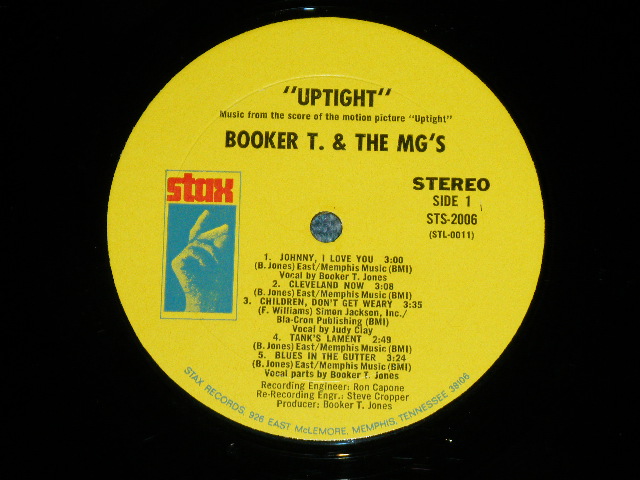 "UPTIGHT"
Music from the score of the motion picture "Uptight"
BOOKER T. & THE MG'S
stax
STEREO
SIDE 1
STS-2006
(STL-0011)
1. JOHNNY, I LOVE YOU 3:00
(B. Jones) East/Memphis Music (BMI)
Vocal by Booker T. Jones
2. CLEVELAND NOW 3:08
(B. Jones) East/Memphis Music (BMI)
3. CHILDREN, DON'T GET WEARY 3:35
(F. Williams) Simon Jackson, Inc./
Bla-Cron Publishing (BMI)
Vocal by Judy Clay
4. TANK'S LAMENT 2:49
(B. Jones) East/Memphis Music (BMI)
5. BLUES IN THE GUTTER 3:24
(B. Jones) East/Memphis Music (BMI)
Vocal parts by Booker T. Jones
Recording Engineer: Ron Capone
Re-Recording Engr.: Steve Cropper
Producer: Booker T. Jones
STAX RECORDS, 926 EAST McLEMORE, MEMPHIS, TENNESSEE 38106